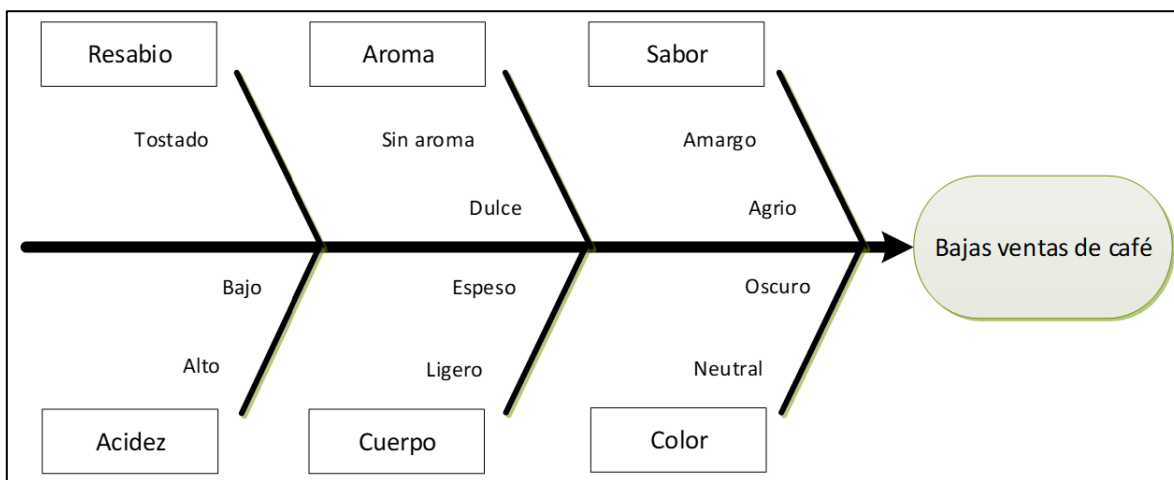 Resabio
Aroma
Sabor
Tostado
Sin aroma
Amargo
Dulce
Agrio
Bajas ventas de café
Bajo
Espeso
Oscuro
Alto
Ligero
Neutral
Acidez
Cuerpo
Color